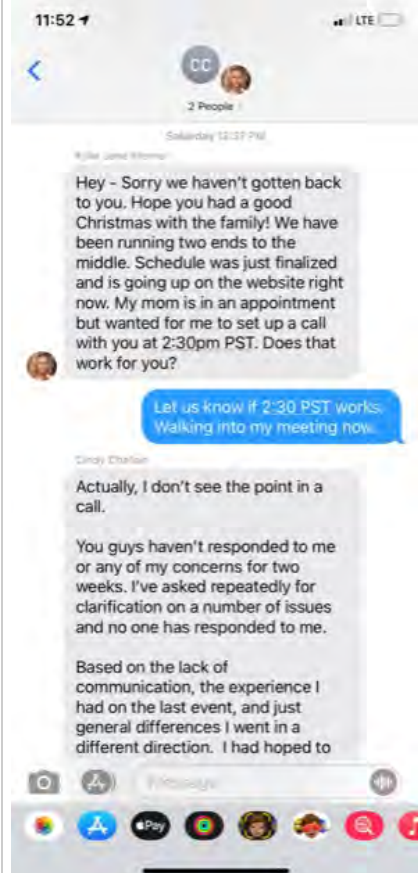 11:52
LTE
CC
2 People
Saturday 12:37 PM
Hey - Sorry we haven't gotten back
to you. Hope you had a good
Christmas with the family! We have
been running two ends to the
middle. Schedule was just finalized
and is going up on the website right
now. My mom is in an appointment
but wanted for me to set up a call
with you at 2:30pm PST. Does that
work for you?
Let us know if 2:30 PST works.
Walking into my meeting now.
Cindy
Actually, I don't see the point in a
call.
You guys haven't responded to me
or any of my concerns for two
weeks. I've asked repeatedly for
clarification on a number of issues
and no one has responded to me.
Based on the lack of
communication, the experience I
had on the last event, and just
general differences I went in a
different direction. I had hoped to
iMessage
Pay